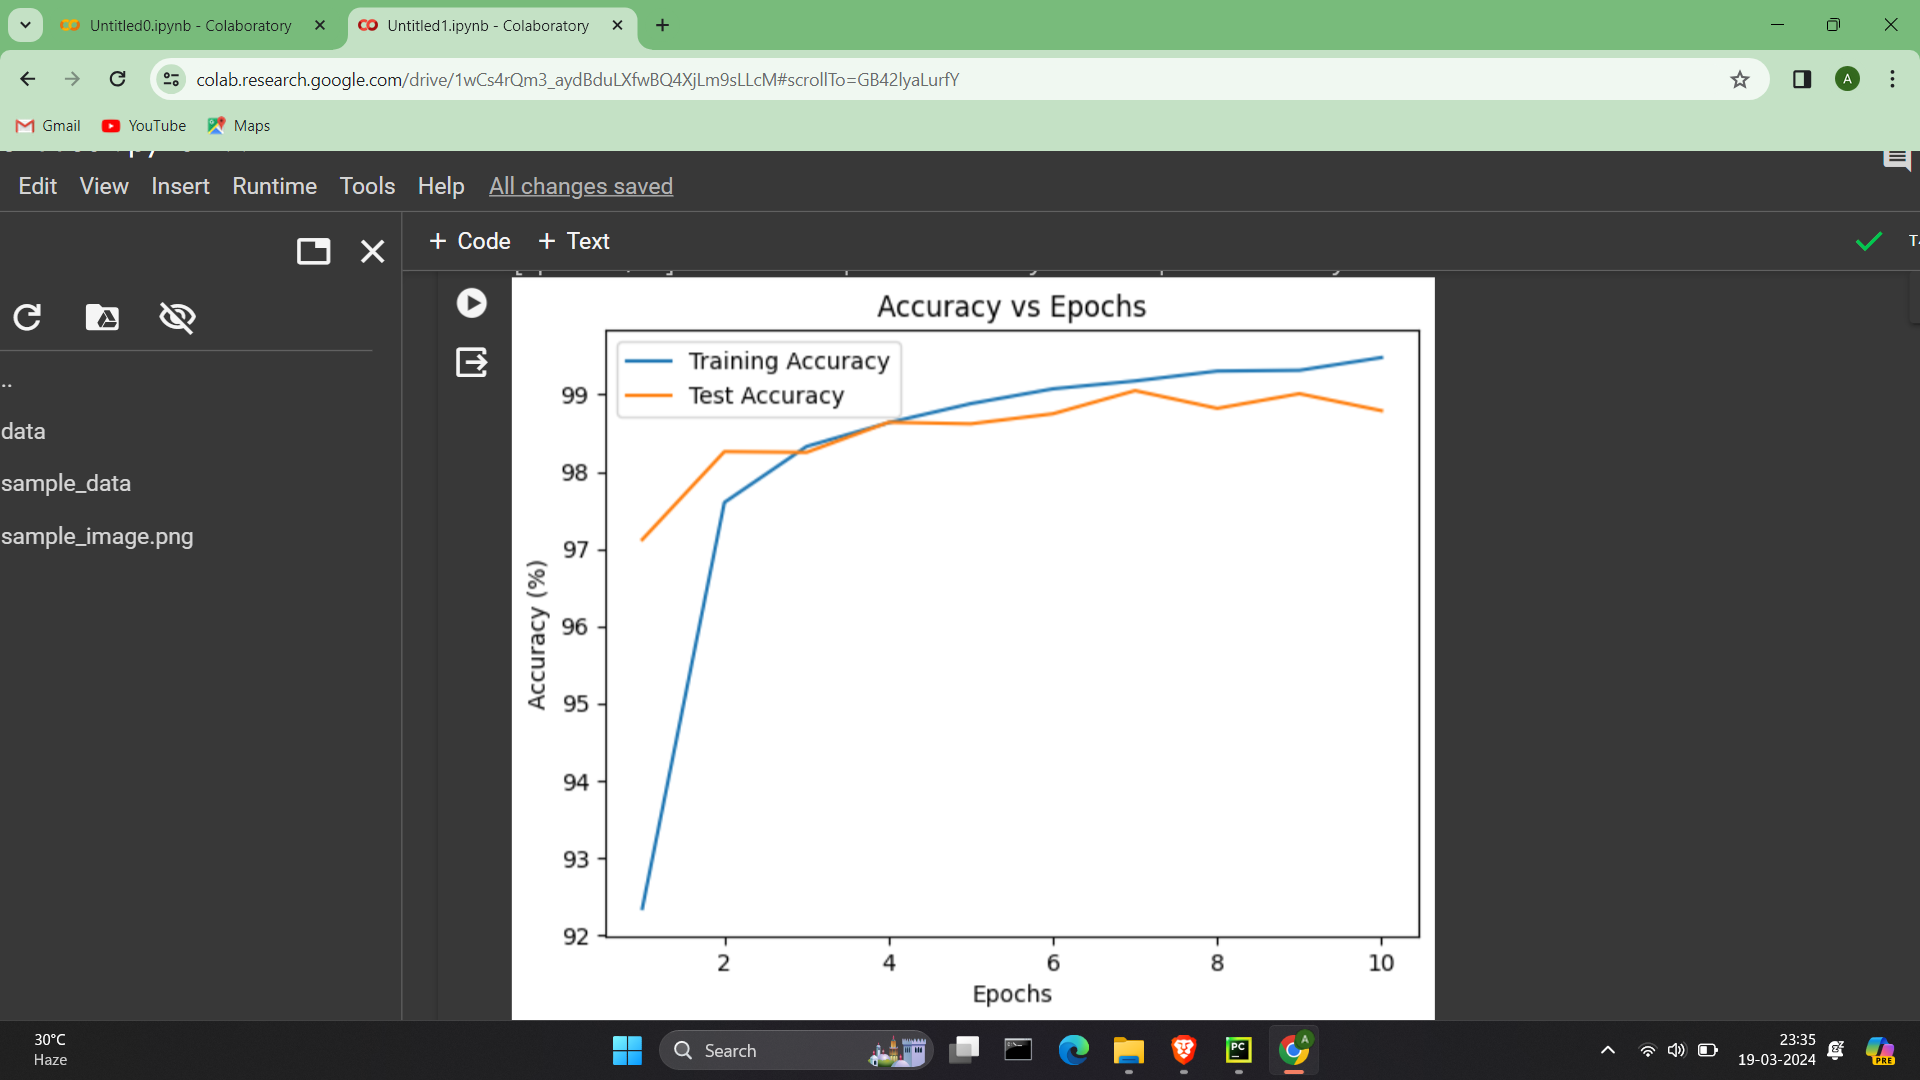 Untitled0.ipynb - Colaboratory
Untitled1.ipynb - Colaboratory
colab.research.google.com/drive/1wCs4rQm3_aydBduLXfwBQ4XjLm9sLLcM#scrollTo=GB42lyaLurfY
A
Gmail YouTube Maps
Edit View Insert Runtime Tools Help All changes saved
+ Code + Text
..
data
sample_data
sample_image.png
Accuracy vs Epochs
Training Accuracy
Test Accuracy
Accuracy (%)
99
98
97
96
95
94
93
92
2 4 6 8 10
Epochs
30°C
Haze
Search
PC
A
23:35
19-03-2024
PRE